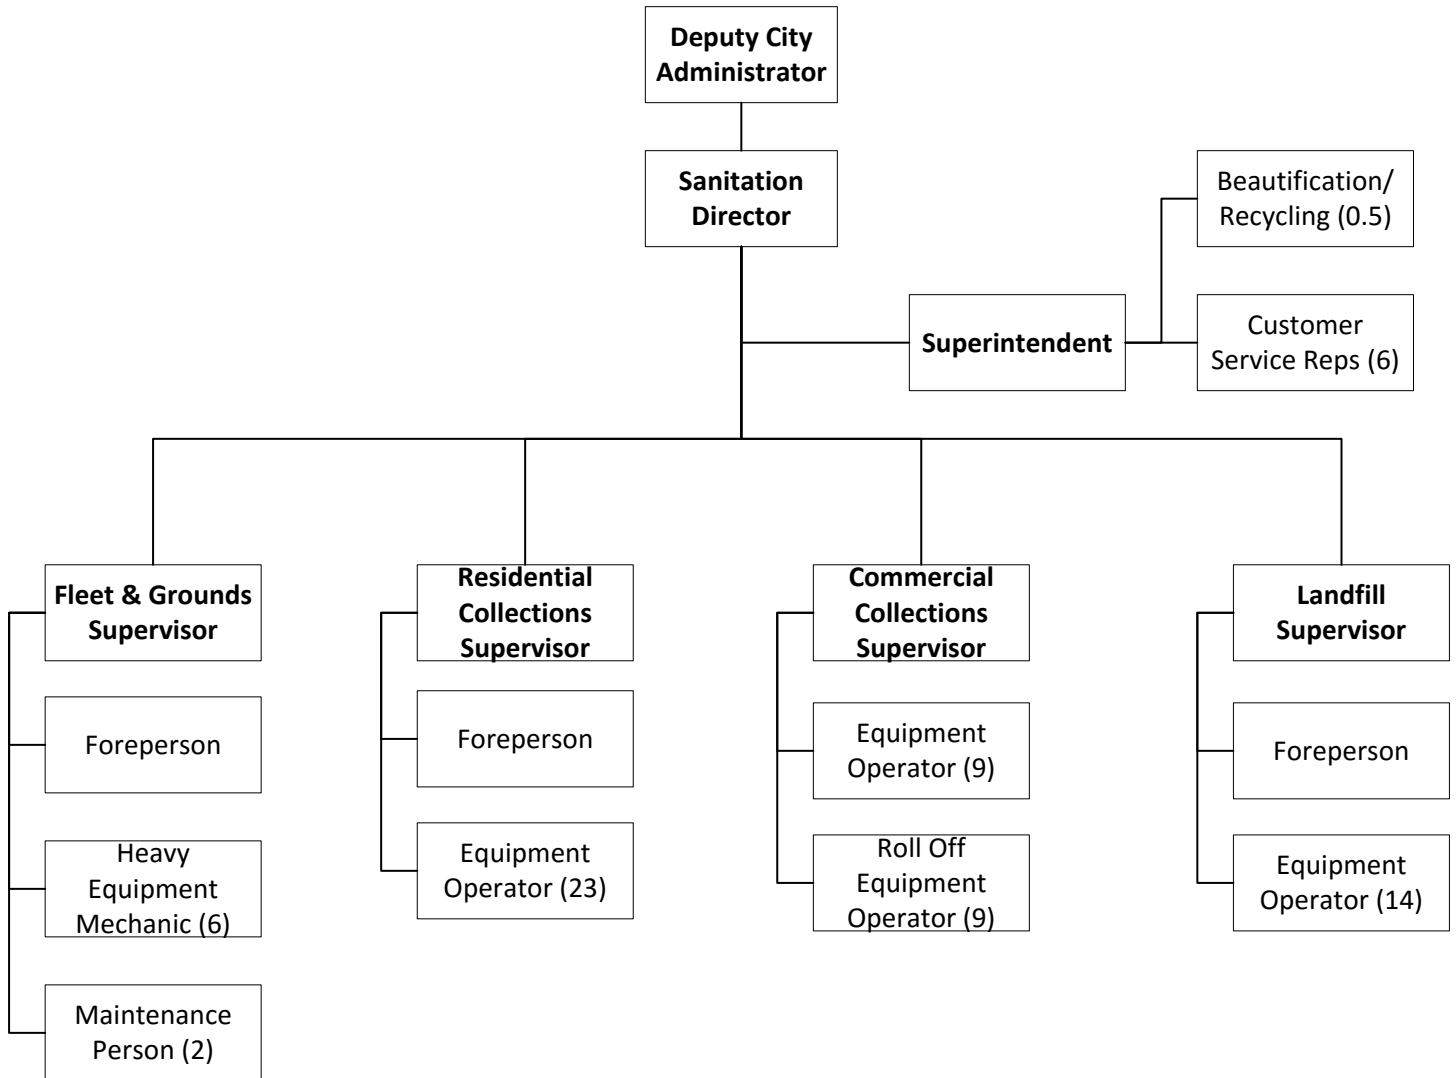 Deputy City
Administrator
Sanitation
Director
Beautification/
Recycling (0.5)
Superintendent
Customer
Service Reps (6)
Fleet & Grounds
Supervisor
Foreperson
Heavy
Equipment
Mechanic (6)
Maintenance
Person (2)
Residential
Collections
Supervisor
Foreperson
Equipment
Operator (23)
Commercial
Collections
Supervisor
Equipment
Operator (9)
Roll Off
Equipment
Operator (9)
Landfill
Supervisor
Foreperson
Equipment
Operator (14)